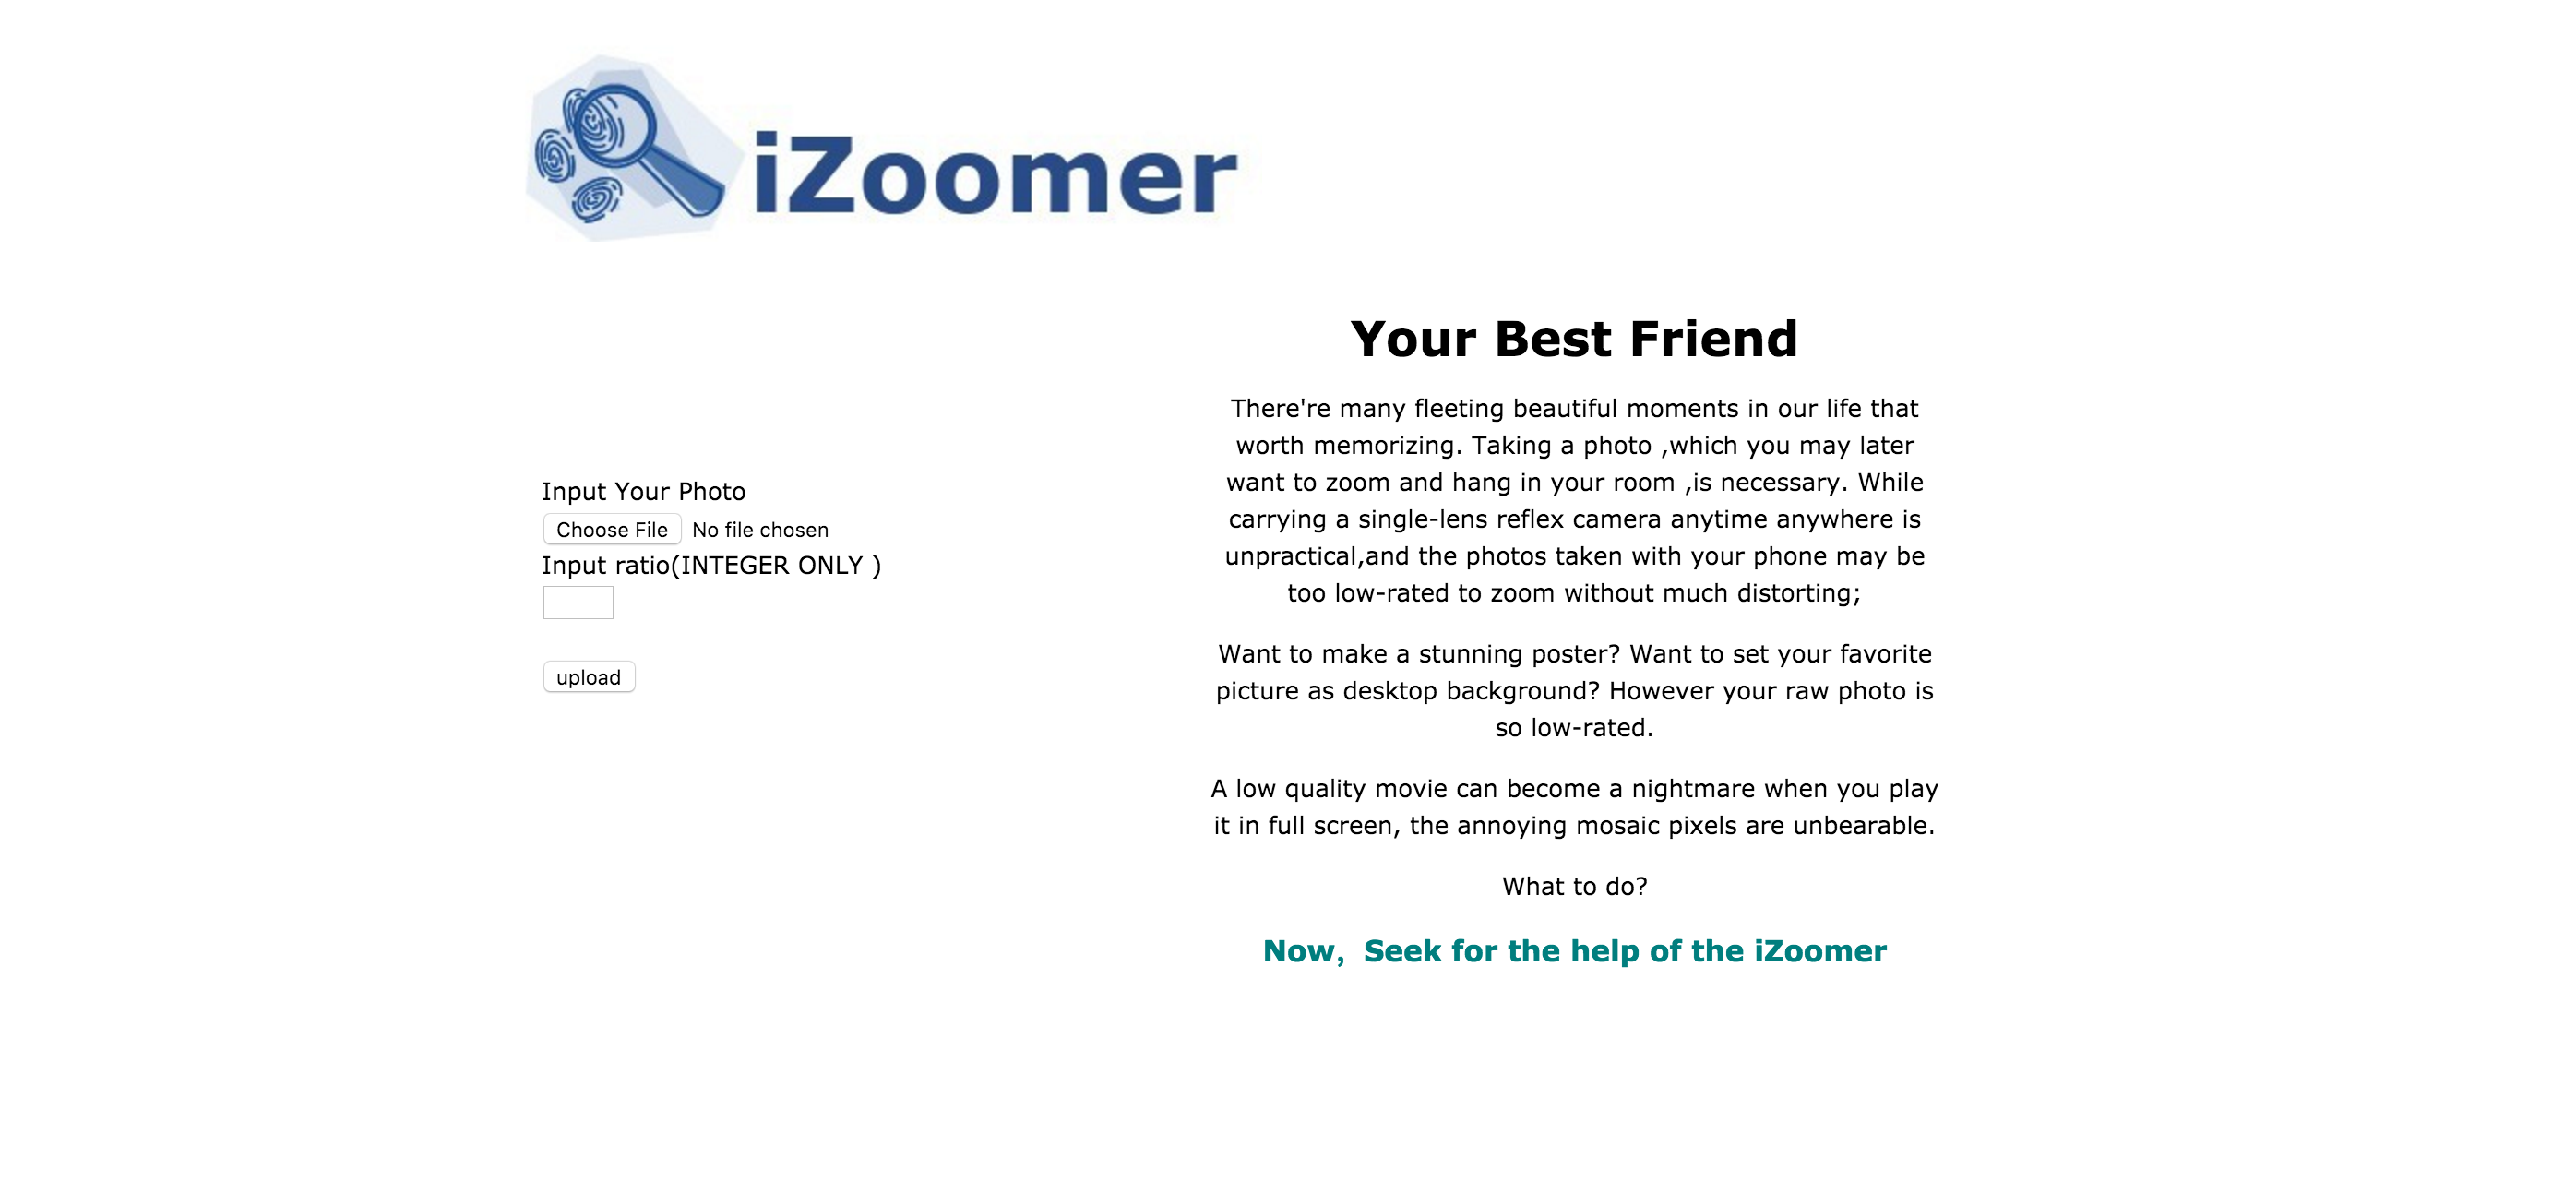 iZoomer
Your Best Friend
There're many fleeting beautiful moments in our life that
worth memorizing. Taking a photo ,which you may later
want to zoom and hang in your room ,is necessary. While
carrying a single-lens reflex camera anytime anywhere is
unpractical,and the photos taken with your phone may be
too low-rated to zoom without much distorting;
Want to make a stunning poster? Want to set your favorite
picture as desktop background? However your raw photo is
so low-rated.
A low quality movie can become a nightmare when you play
it in full screen, the annoying mosaic pixels are unbearable.
What to do?
Now,  Seek for the help of the iZoomer
Input Your Photo
Choose File No file chosen
Input ratio(INTEGER ONLY )
upload